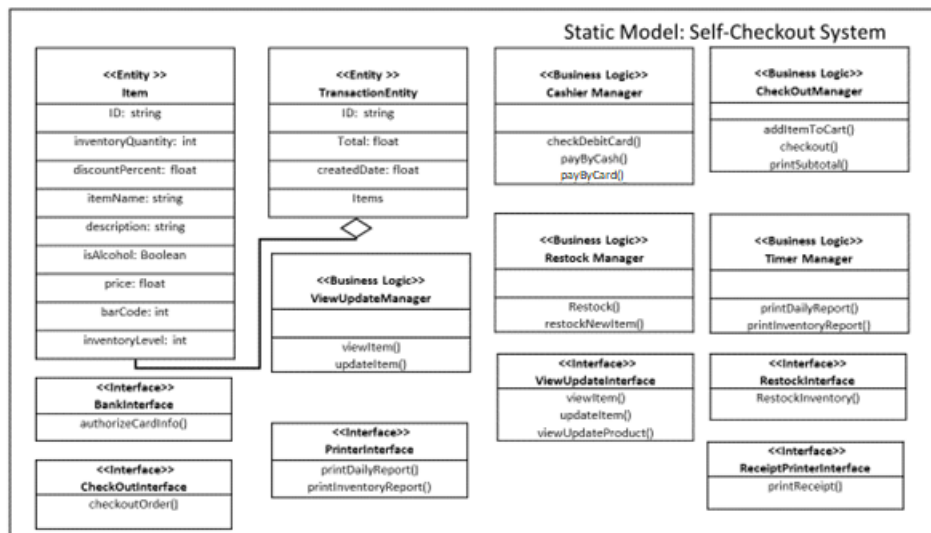 Static Model: Self-Checkout System
<<Entity >>
Item
ID: string
inventoryQuantity: int
discountPercent: float
itemName: string
description: string
isAlcohol: Boolean
price: float
barCode: int
inventoryLevel: int
<<Entity >>
TransactionEntity
ID: string
Total: float
createdDate: float
Items
<<Business Logic>>
Cashier Manager
checkDebitCard()
payByCash()
payByCard()
<<Business Logic>>
CheckOutManager
addItemToCart()
checkout()
printSubtotal()
<<Business Logic>>
ViewUpdateManager
viewItem()
updateItem()
<<Business Logic>>
Restock Manager
Restock()
restockNewItem()
<<Business Logic>>
Timer Manager
printDailyReport()
printInventoryReport()
<<Interface>>
BankInterface
authorizeCardInfo()
<<Interface>>
PrinterInterface
printDailyReport()
printInventoryReport()
<<Interface>>
ViewUpdateInterface
viewItem()
updateItem()
viewUpdateProduct()
<<Interface>>
RestockInterface
RestockInventory()
<<Interface>>
CheckOutInterface
checkoutOrder()
<<Interface>>
ReceiptPrinterInterface
printReceipt()